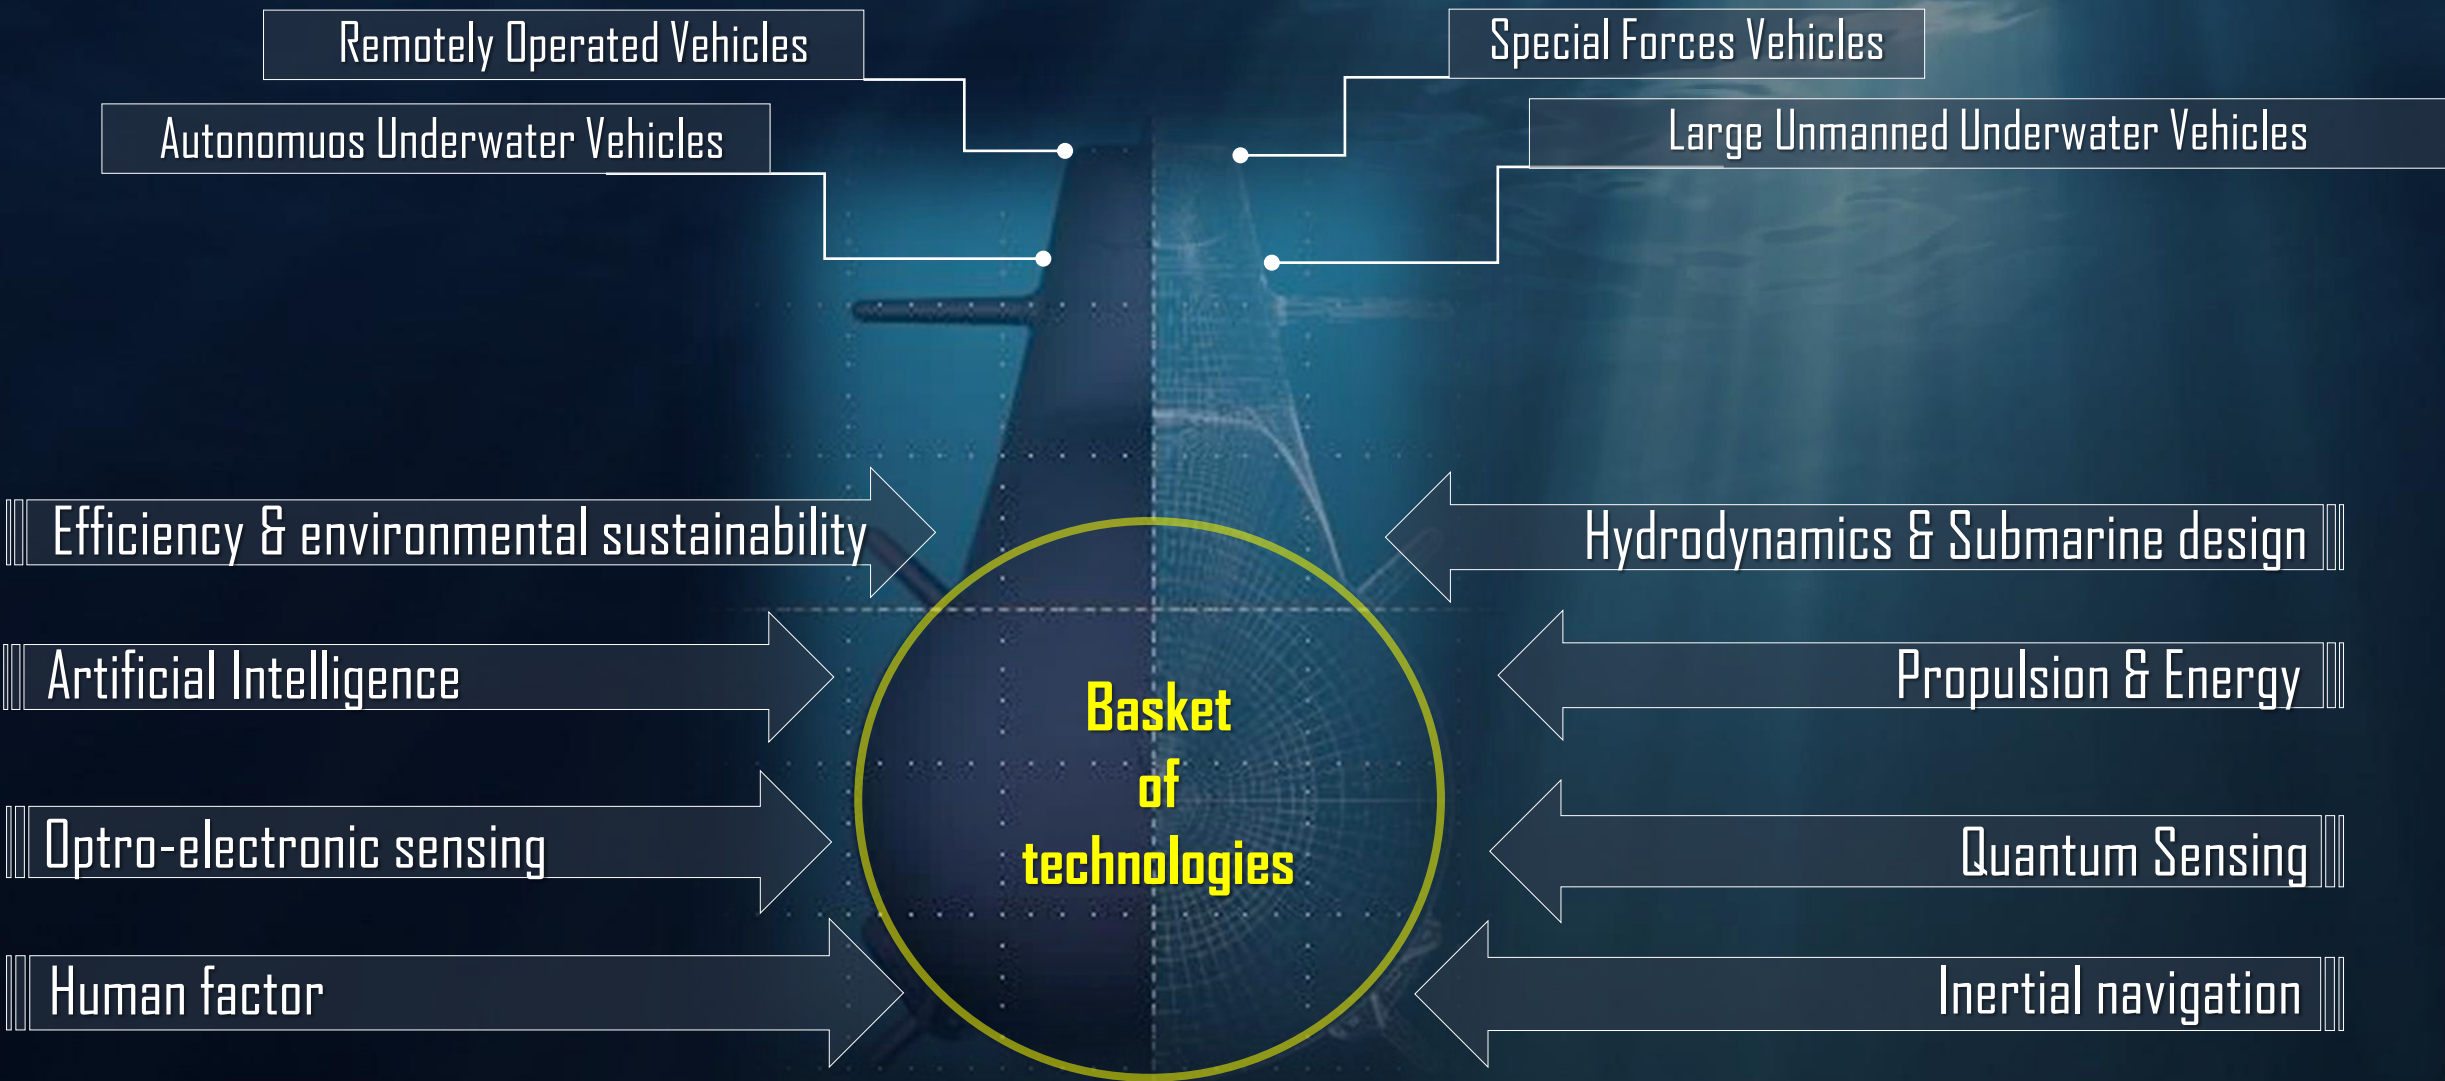 Remotely Operated Vehicles
Special Forces Vehicles
Autonomuos Underwater Vehicles
Large Unmanned Underwater Vehicles
Efficiency & environmental sustainability
Hydrodynamics & Submarine design
Artificial Intelligence
Propulsion & Energy
Basket
of
technologies
Optro-electronic sensing
Quantum Sensing
Human factor
Inertial navigation